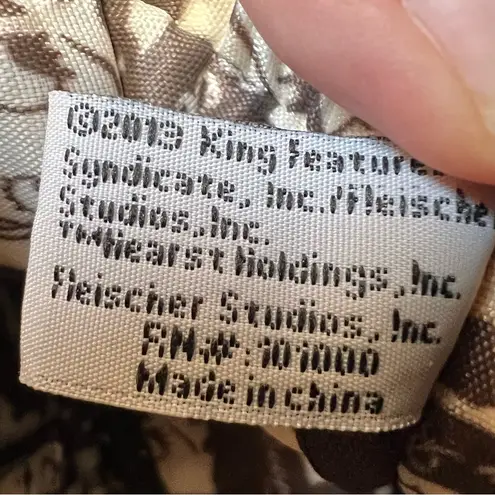 ©2013 King Features
Syndicate, Inc./Fleischer
Studios, Inc.
TMHearst Holdings, Inc.
Fleischer Studios, Inc.
RN#:101000
Made in china